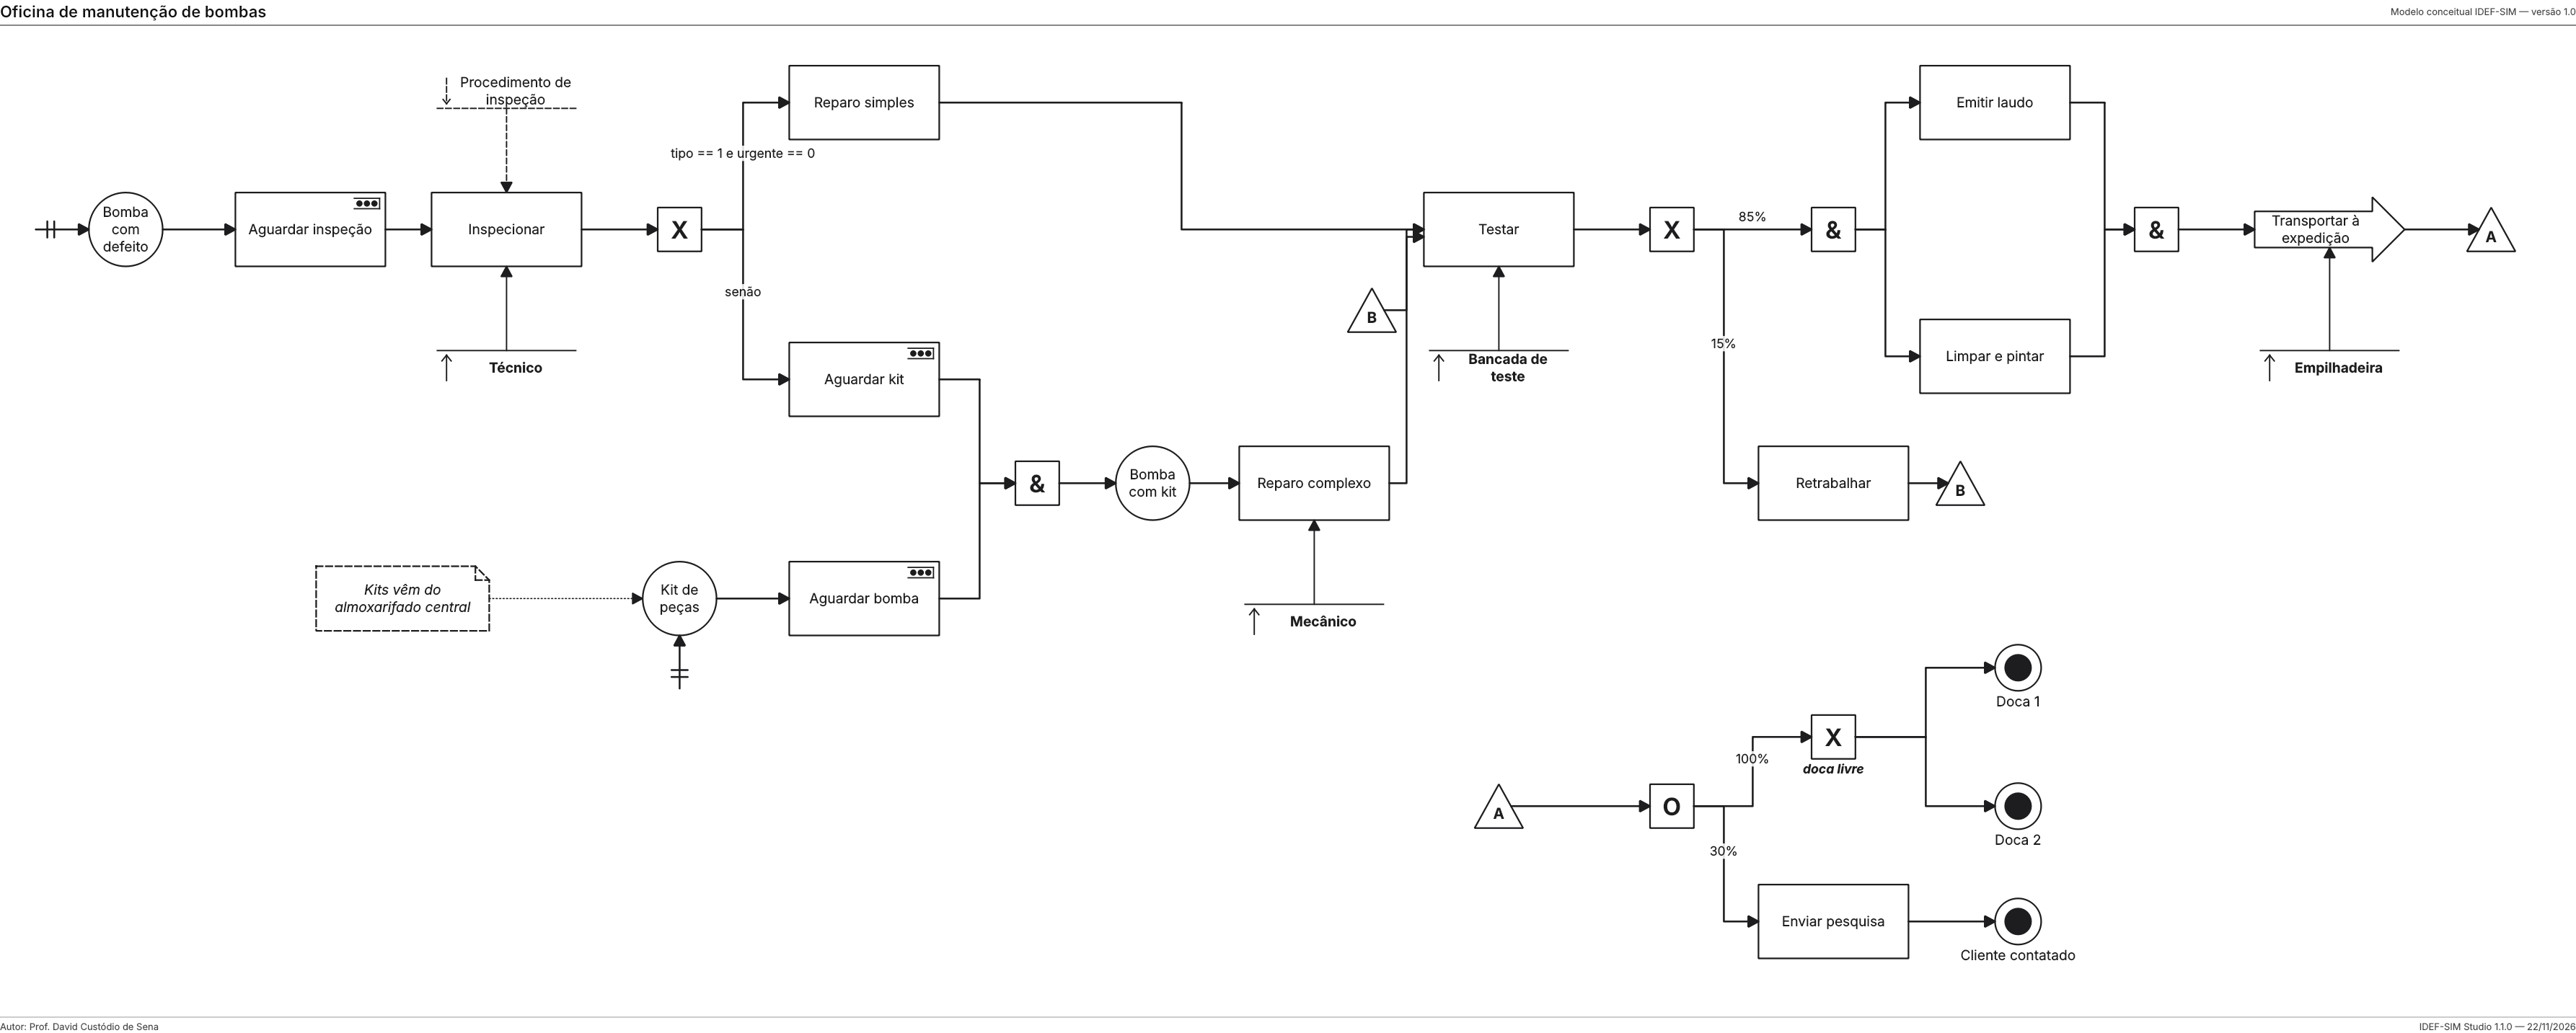 Oficina de manutenção de bombas
Modelo conceitual IDEF-SIM — versão 1.0
Procedimento de
inspeção
Reparo simples
Emitir laudo
tipo == 1 e urgente == 0
Bomba
com
defeito
Aguardar inspeção
Inspecionar
X
Testar
X
85%
&
&
Transportar à
expedição
A
senão
B
15%
Técnico
Aguardar kit
Bancada de
teste
Limpar e pintar
Empilhadeira
&
Bomba
com kit
Reparo complexo
Retrabalhar
B
Kits vêm do
almoxarifado central
Kit de
peças
Aguardar bomba
Mecânico
Doca 1
X
doca livre
100%
A
O
Doca 2
30%
Enviar pesquisa
Cliente contatado
Autor: Prof. David Custódio de Sena
IDEF-SIM Studio 1.1.0 — 22/11/2026